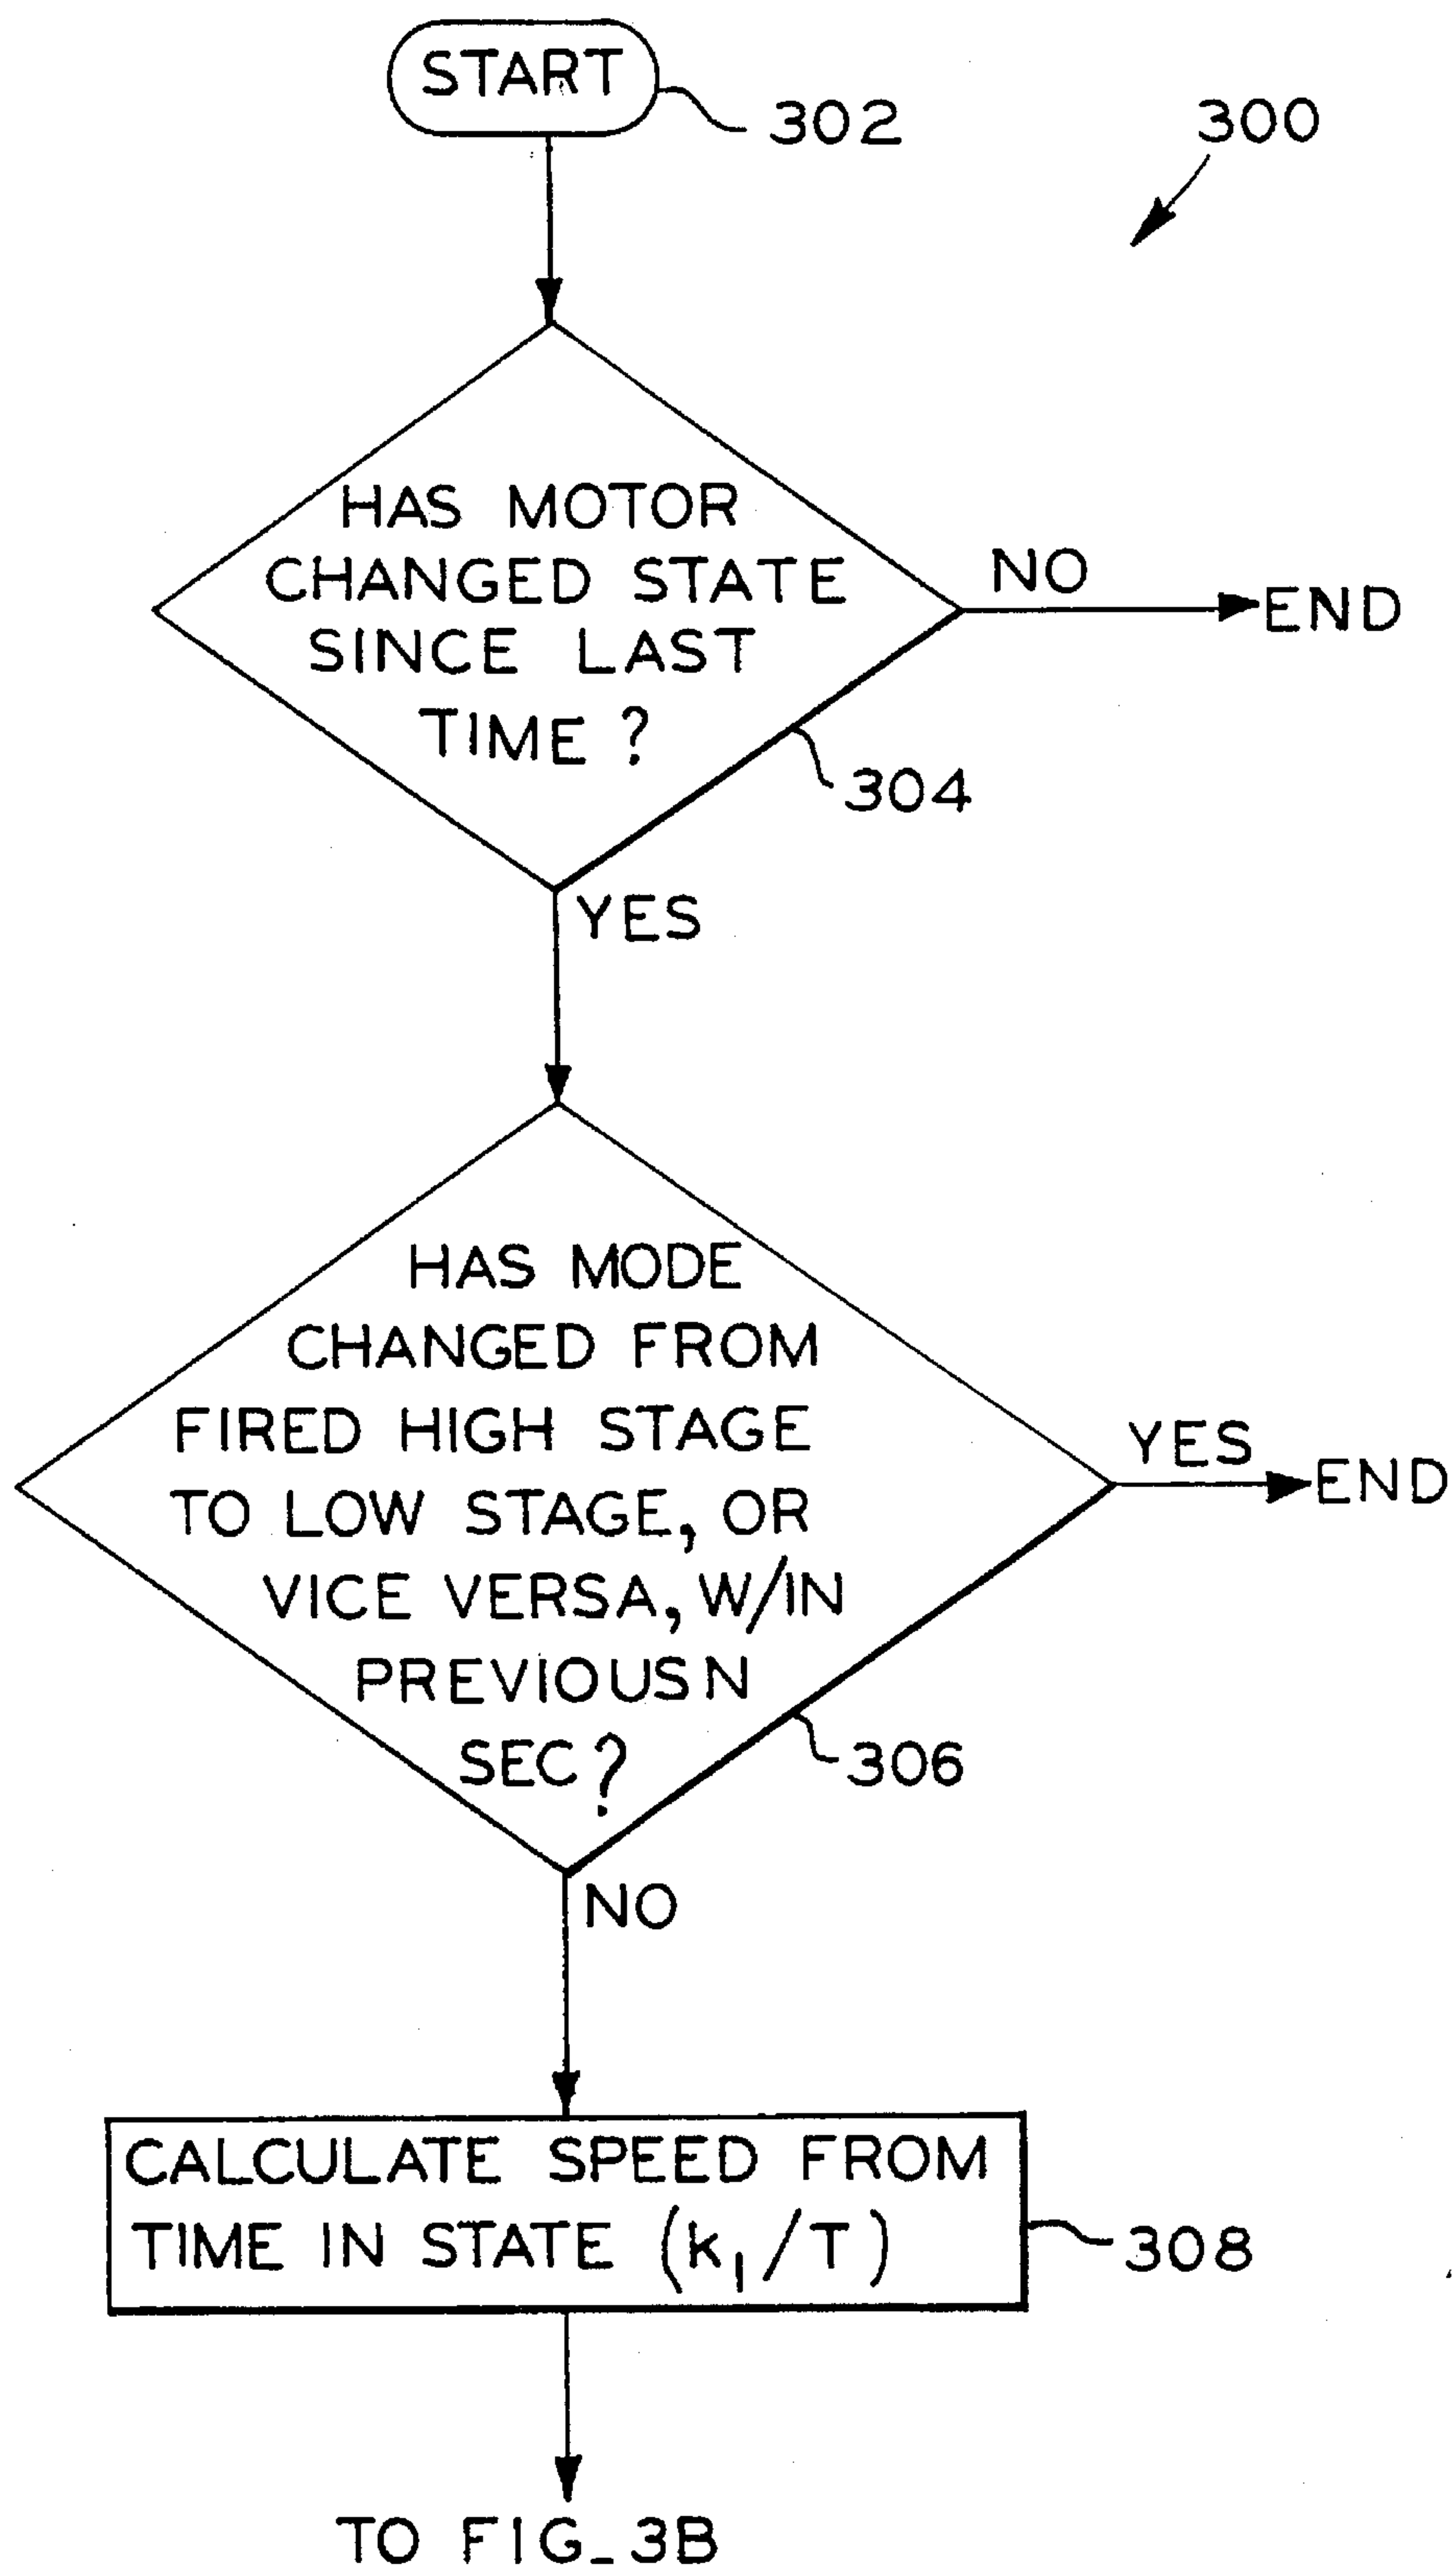 START
302
300
HAS MOTOR
CHANGED STATE
SINCE LAST
TIME?
NO
END
304
YES
HAS MODE
CHANGED FROM
FIRED HIGH STAGE
TO LOW STAGE, OR
VICE VERSA, W/IN
PREVIOUSN
SEC?
YES
END
306
NO
CALCULATE SPEED FROM
TIME IN STATE (k₁/T)
308
TO FIG_3B